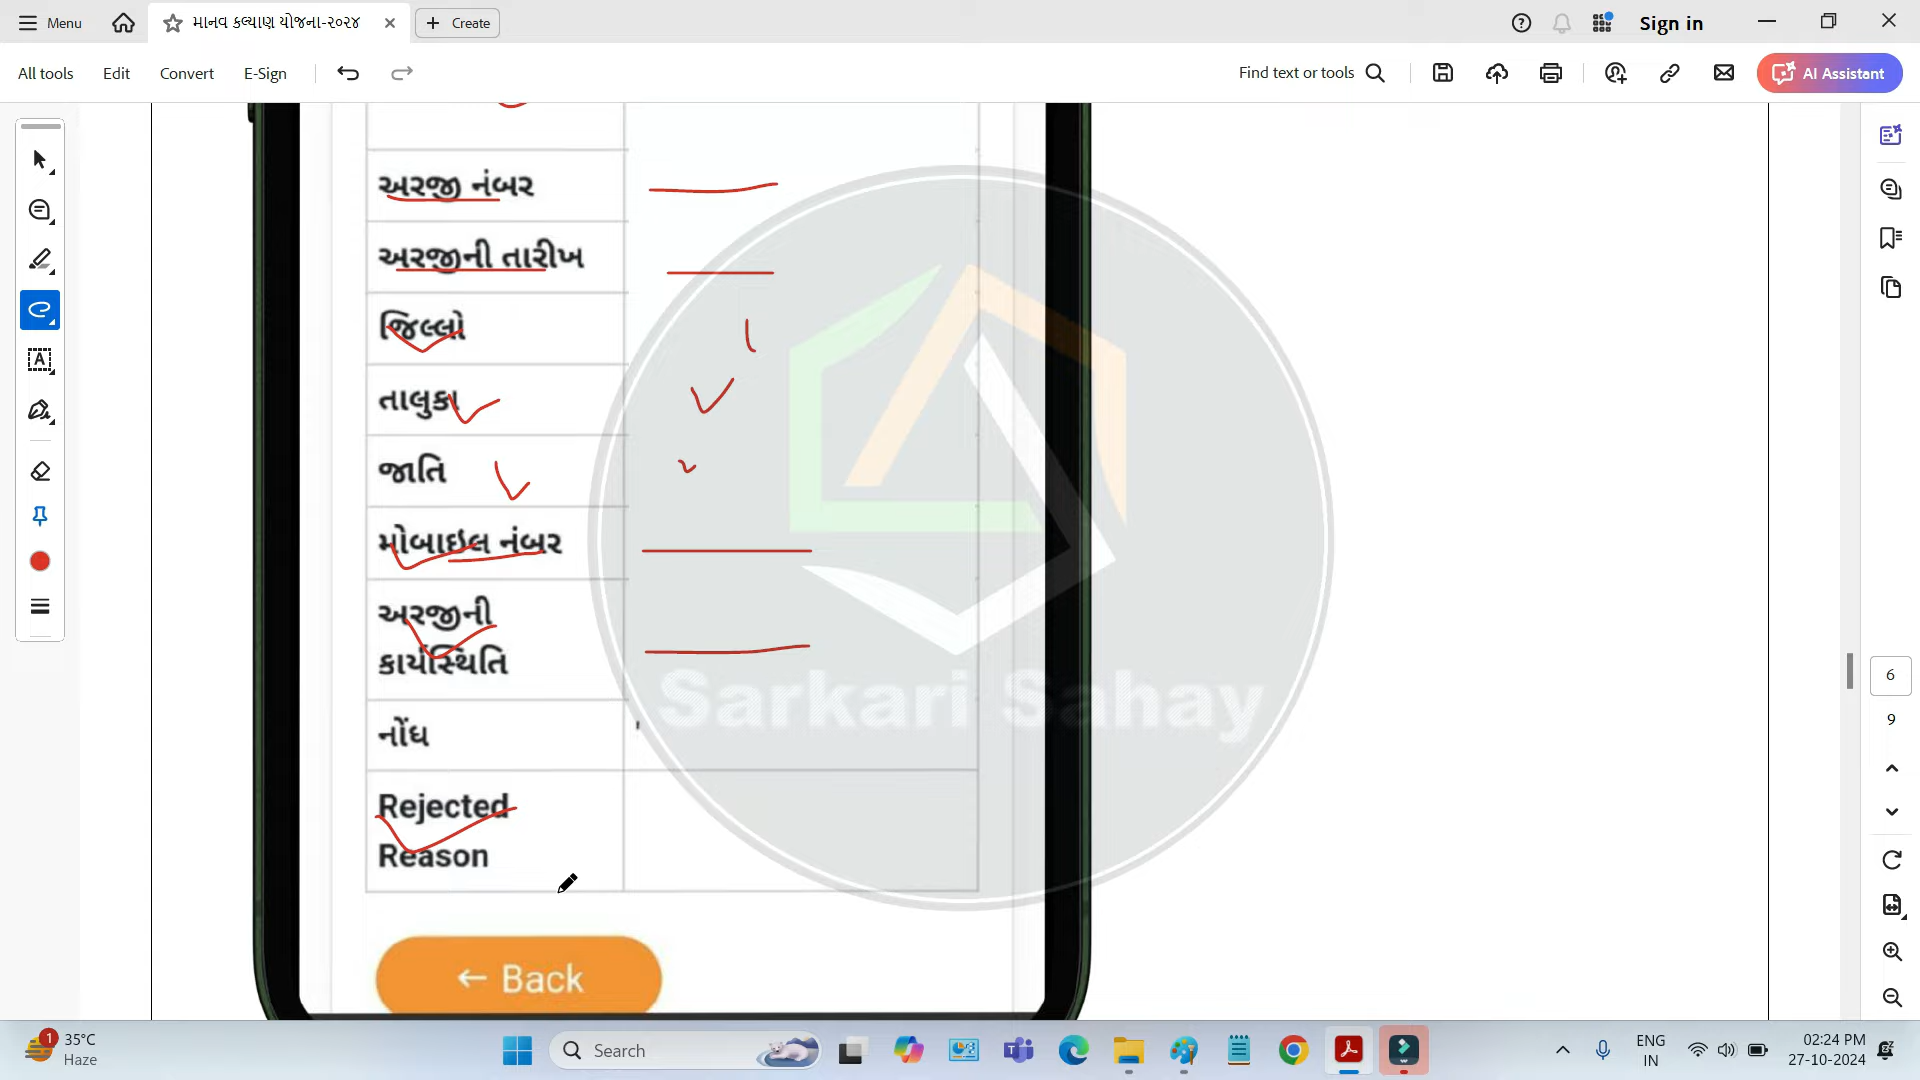 Menu
માનવ કલ્યાણ યોજના-૨૦૨૪
Create
Sign in
All tools
Edit
Convert
E-Sign
Find text or tools
AI Assistant
અરજી નંબર
અરજીની તારીખ
જિલ્લો
તાલુકા
જાતિ
મોબાઇલ નંબર
અરજીની
કાર્યસ્થિતિ
નોંધ
Rejected
Reason
← Back
Sarkari Sahay
6
9
1
35°C
Haze
Search
ENG
IN
02:24 PM
27-10-2024